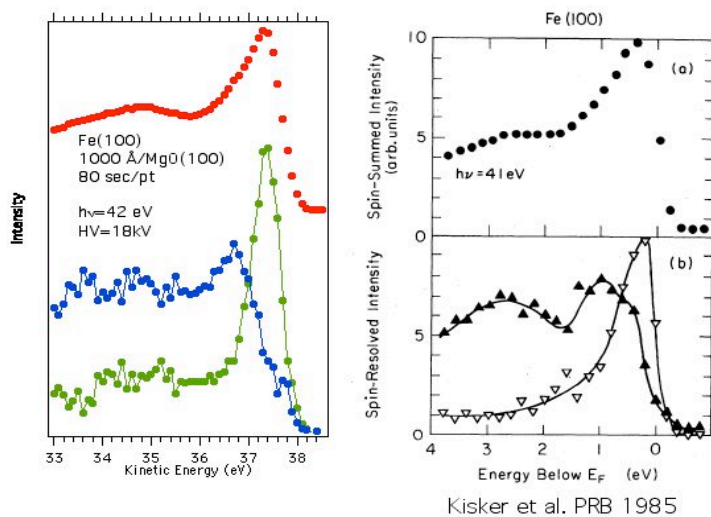 Intensity
Fe(100)
1000 Å/MgO(100)
80 sec/pt
hν=42 eV
HV=18kV
33 34 35 36 37 38
Kinetic Energy (eV)
Fe(100)
Spin-Summed Intensity
(arb. units)
10
5
0
(a)
hν=41eV
Spin-Resolved Intensity
5
0
(b)
4 3 2 1 0
Energy Below EF (eV)
Kisker et al. PRB 1985